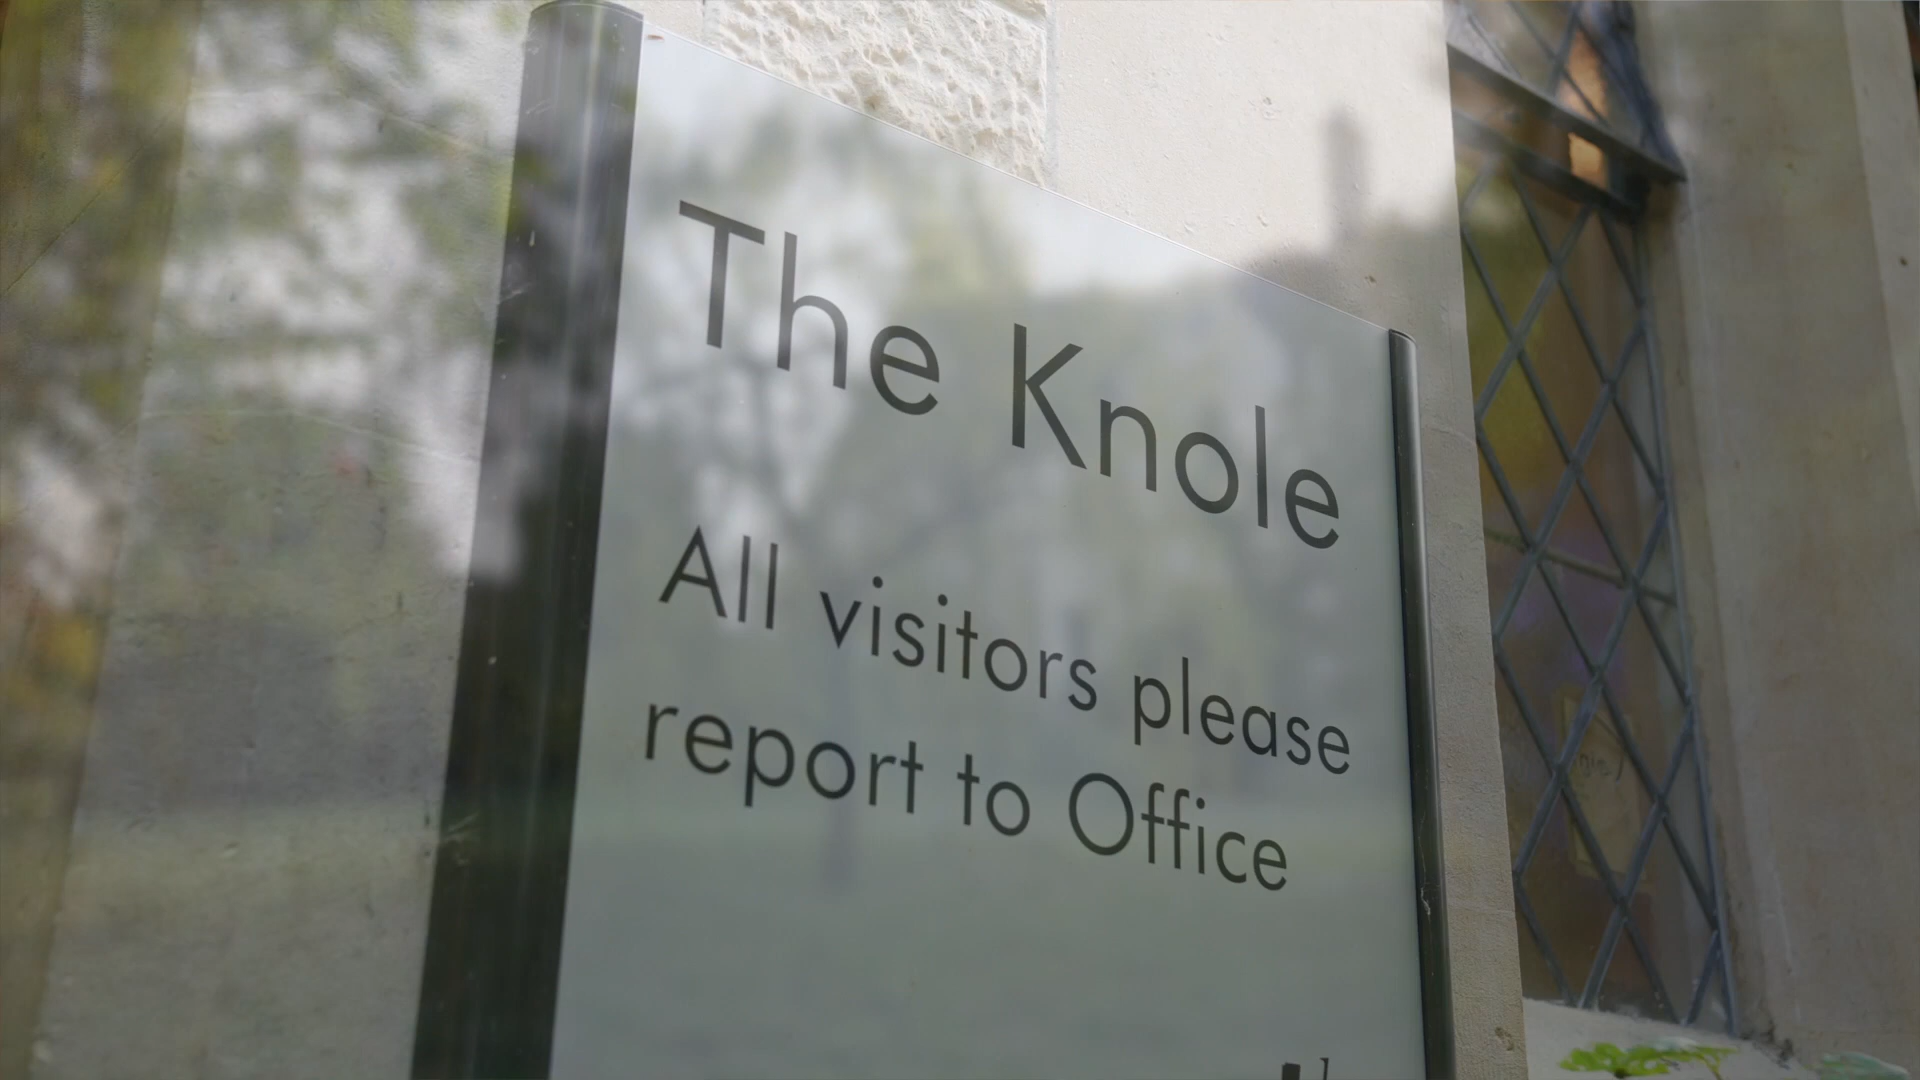 The Knole
All visitors please
report to Office